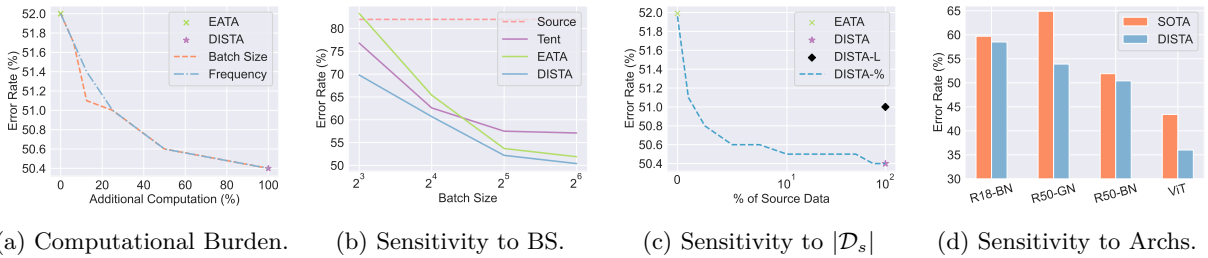 52.0
51.8
51.6
51.4
51.2
51.0
50.8
50.6
50.4
Error Rate (%)
0 20 40 60 80 100
Additional Computation (%)
EATA
DISTA
Batch Size
Frequency
a) Computational Burden.
80
75
70
65
60
55
50
Error Rate (%)
2³ 2⁴ 2⁵ 2⁶
Batch Size
Source
Tent
EATA
DISTA
(b) Sensitivity to BS.
52.0
51.8
51.6
51.4
51.2
51.0
50.8
50.6
50.4
Error Rate (%)
0 10¹ 10²
% of Source Data
EATA
DISTA
DISTA-L
DISTA-%
(c) Sensitivity to |𝒟ₛ|
65
60
55
50
45
40
35
30
Error Rate (%)
R18-BN R50-GN R50-BN ViT
SOTA
DISTA
(d) Sensitivity to Archs.